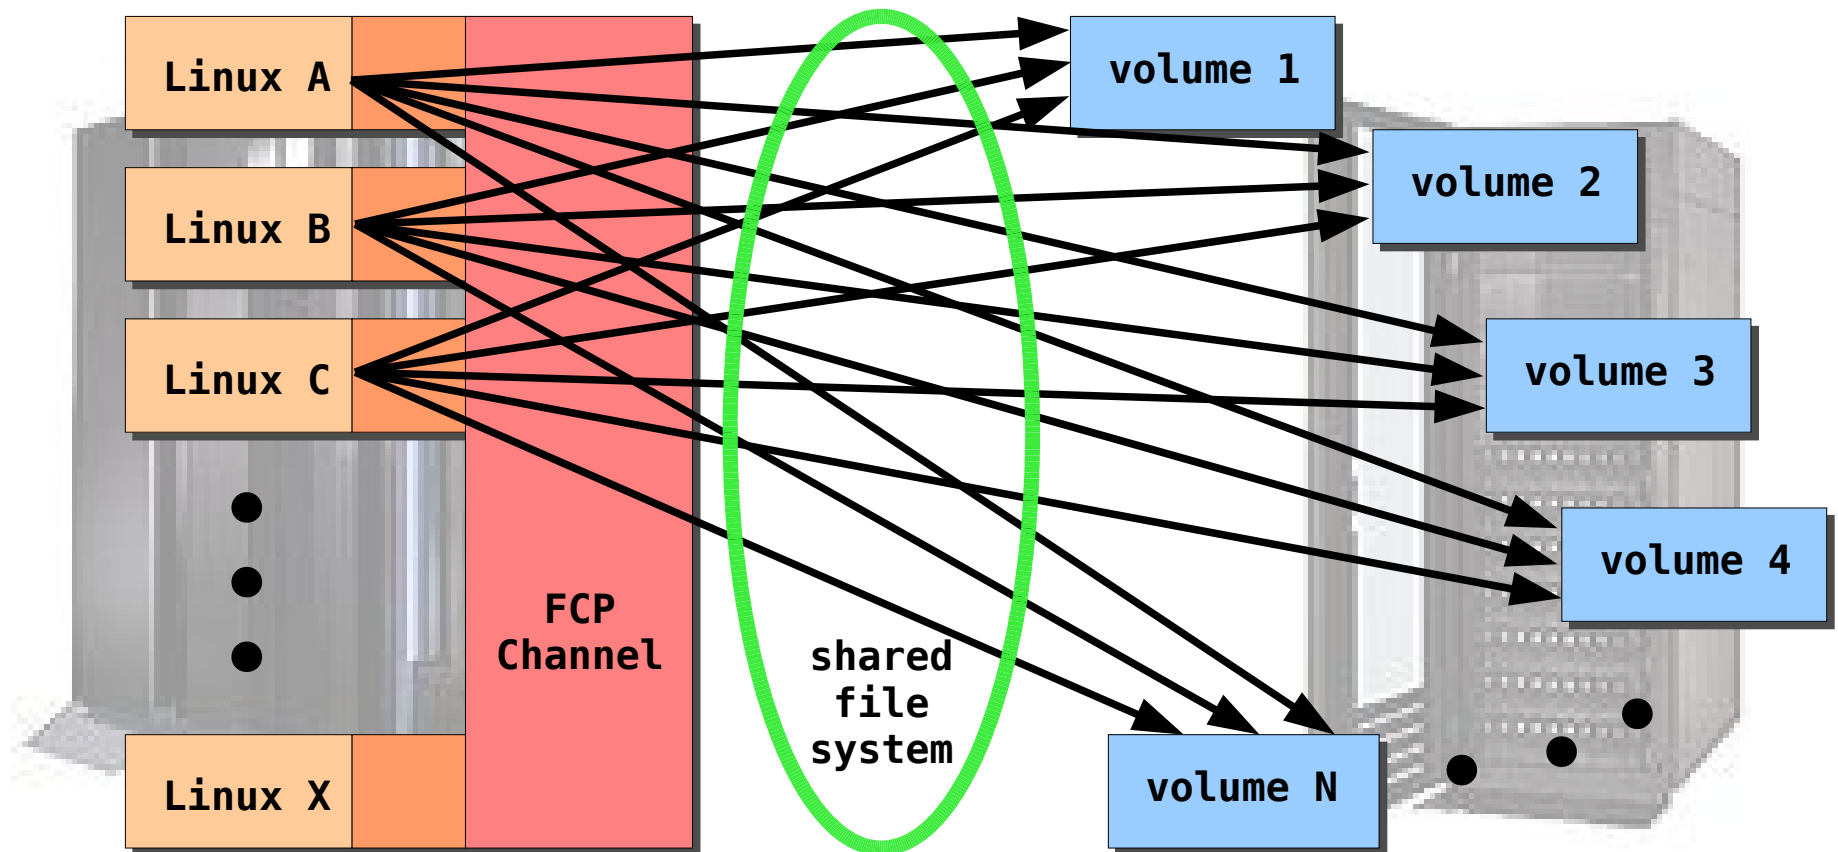 Linux A
Linux B
Linux C
Linux X
FCP
Channel
shared
file
system
volume 1
volume 2
volume 3
volume 4
volume N